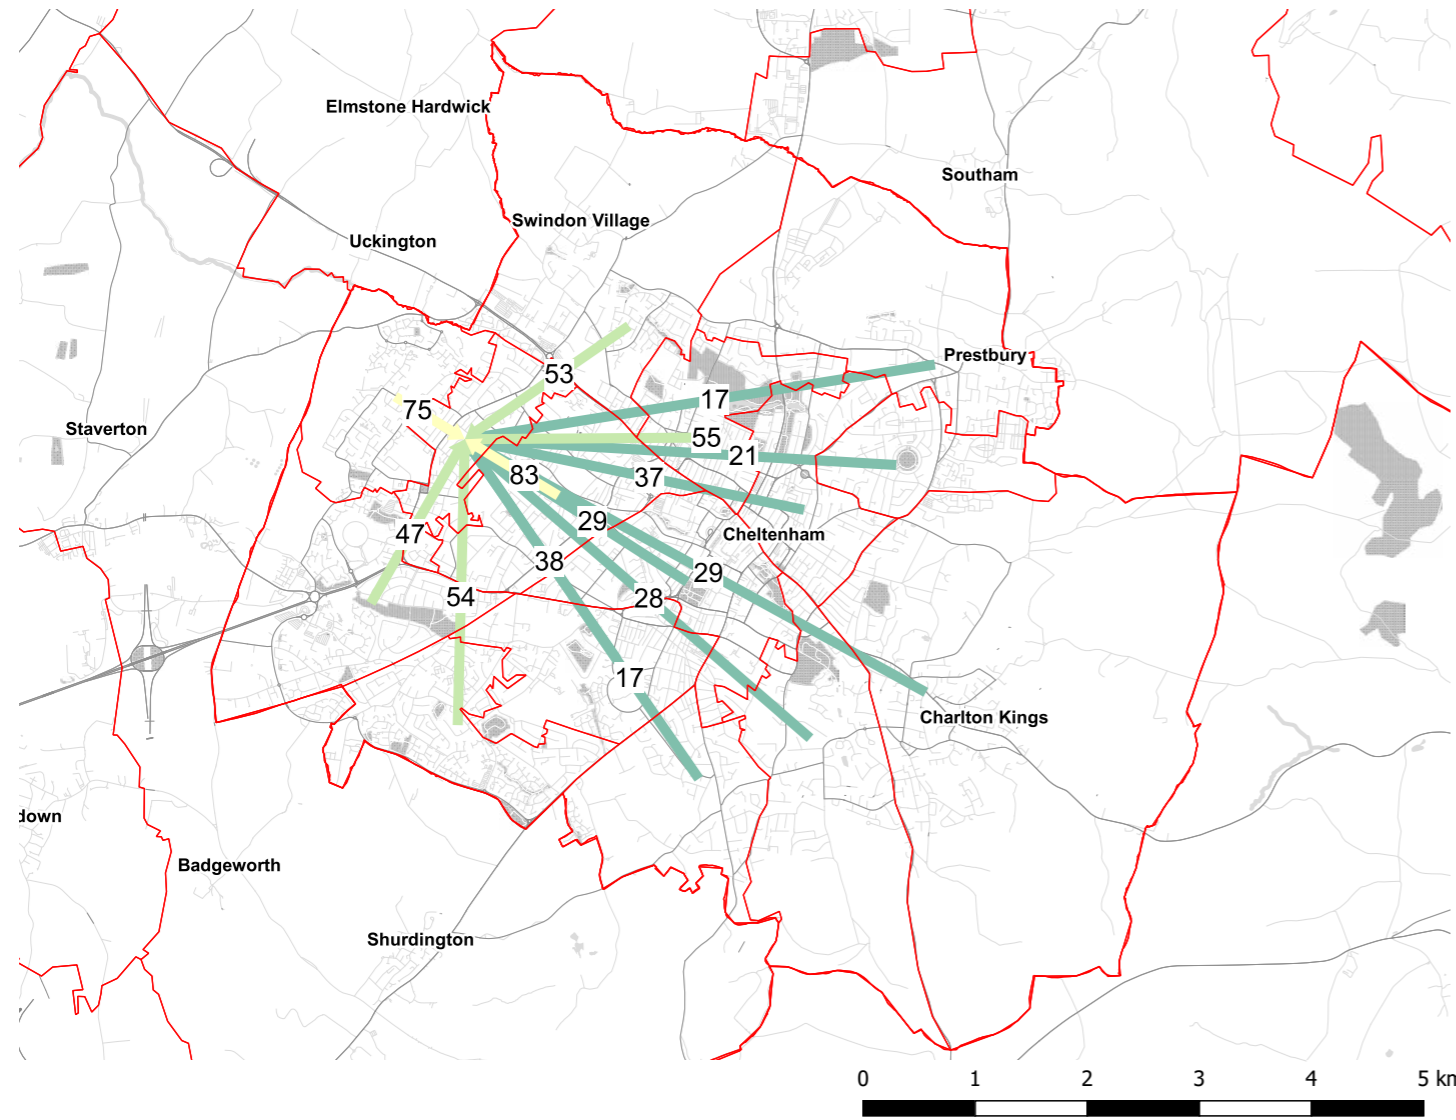 Elmstone Hardwick
Southam
Swindon Village
Uckington
Prestbury
53
17
75
Staverton
55
21
83
37
47
29
Cheltenham
38
29
54
28
17
Charlton Kings
down
Badgeworth
Shurdington
0 1 2 3 4 5 km